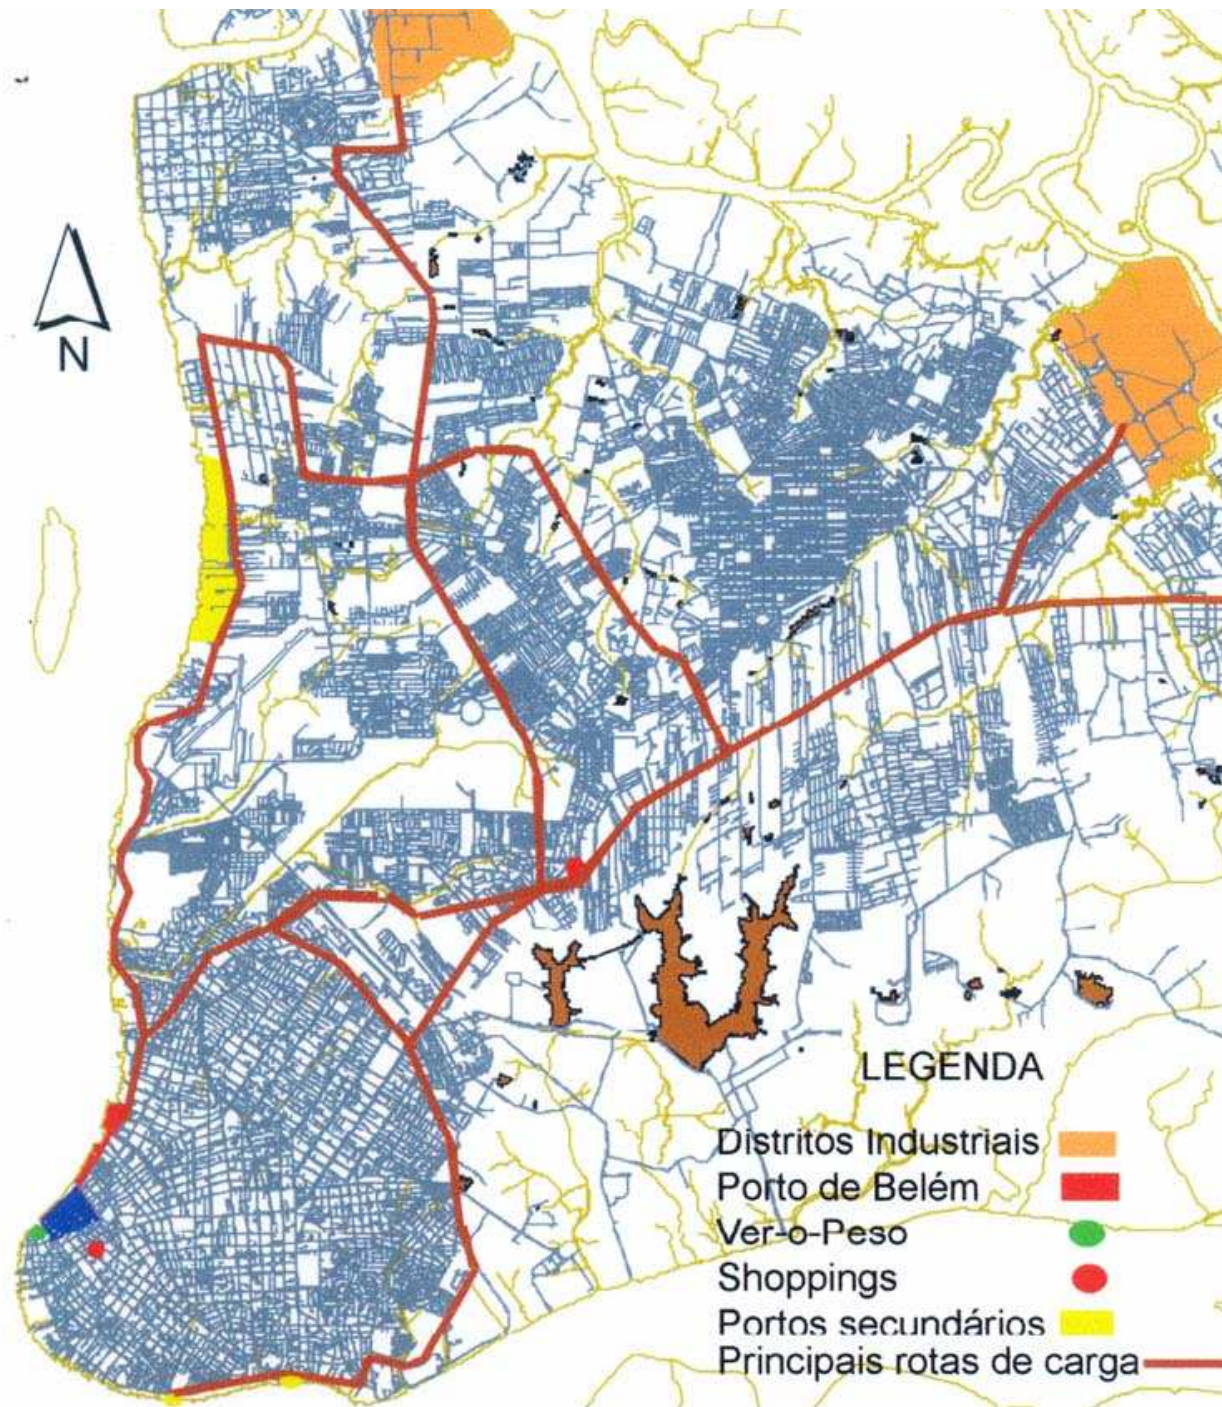 N
LEGENDA
Distritos Industriais
Porto de Belém
Ver-o-Peso
Shoppings
Portos secundários
Principais rotas de carga